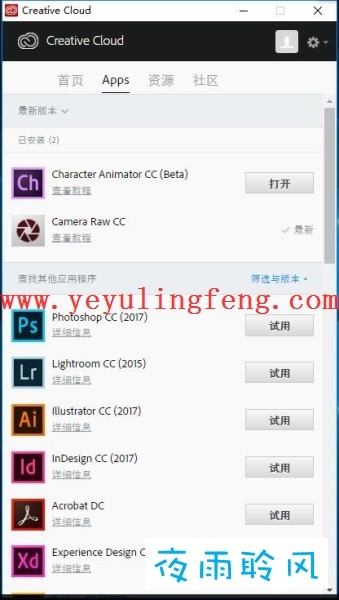 Creative Cloud
Creative Cloud
首页 Apps 资源 社区
最新版本
已安装 (2)
Ch Character Animator CC (Beta)
查看教程
打开
Camera Raw CC
查看教程
最新
查找其他应用程序 筛选与版本
www.yeyulingfeng.com
Ps Photoshop CC (2017)
详细信息
试用
Lr Lightroom CC (2015)
详细信息
试用
Ai Illustrator CC (2017)
详细信息
试用
Id InDesign CC (2017)
详细信息
试用
Acrobat DC
详细信息
试用
Xd Experience Design C
详细信息
夜雨聆风